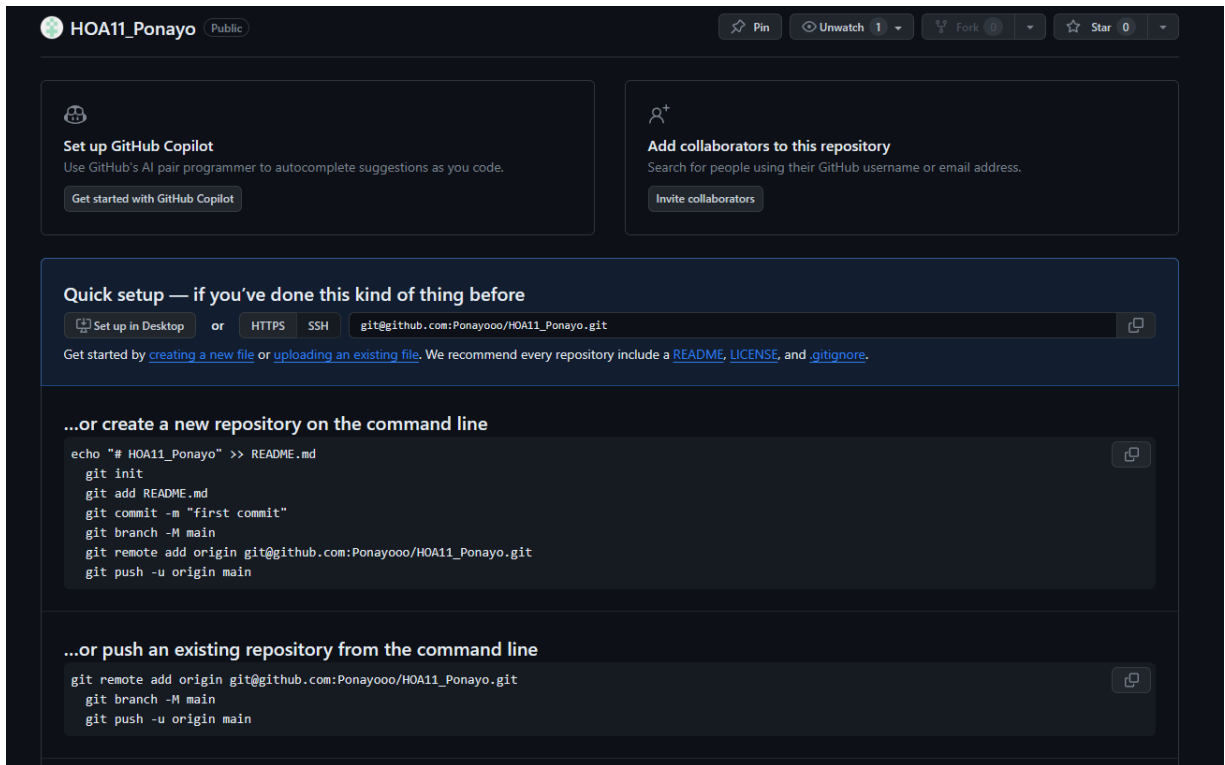 HOA11_Ponayo Public Pin Unwatch 1 Fork 0 Star 0
Set up GitHub Copilot
Use GitHub's AI pair programmer to autocomplete suggestions as you code.
Get started with GitHub Copilot
Add collaborators to this repository
Search for people using their GitHub username or email address.
Invite collaborators
Quick setup — if you've done this kind of thing before
Set up in Desktop or HTTPS SSH git@github.com:Ponayooo/HOA11_Ponayo.git
Get started by creating a new file or uploading an existing file. We recommend every repository include a README, LICENSE, and .gitignore.
...or create a new repository on the command line
echo "# HOA11_Ponayo" >> README.md
git init
git add README.md
git commit -m "first commit"
git branch -M main
git remote add origin git@github.com:Ponayooo/HOA11_Ponayo.git
git push -u origin main
...or push an existing repository from the command line
git remote add origin git@github.com:Ponayooo/HOA11_Ponayo.git
git branch -M main
git push -u origin main